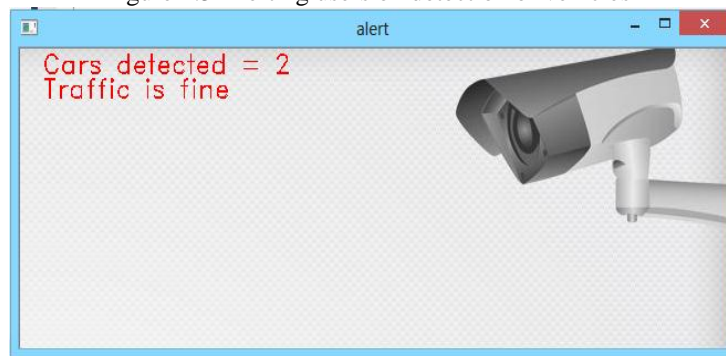 alert
Cars detected = 2
Traffic is fine